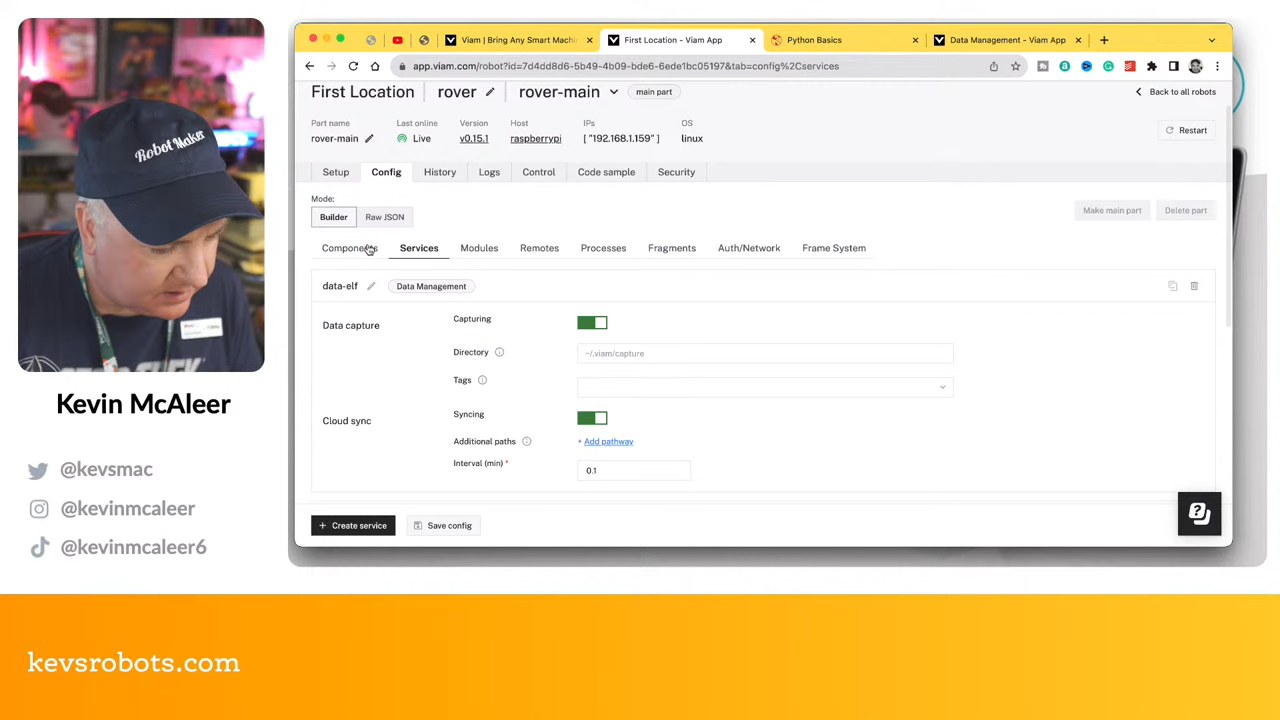 Robot Maker
Kevin McAleer
@kevsmac
@kevinmcaleer
@kevinmcaleer6
kevsrobots.com
Viam | Bring Any Smart Machi
First Location - Viam App
Python Basics
Data Management - Viam App
app.viam.com/robot?id=7d4dd8d6-5b49-4b09-bde6-6ede1bc05197&tab=config%2Cservices
First Location rover rover-main main part Back to all robots
Part name Last online Version Host IPs OS
rover-main Live v0.15.1 raspberrypi [ "192.168.1.159" ] linux
Restart
Setup Config History Logs Control Code sample Security
Mode:
Builder Raw JSON Make main part Delete part
Components Services Modules Remotes Processes Fragments Auth/Network Frame System
data-elf Data Management
Data capture Capturing
Directory ~/.viam/capture
Tags
Cloud sync Syncing
Additional paths + Add pathway
Interval (min) * 0.1
+ Create service Save config